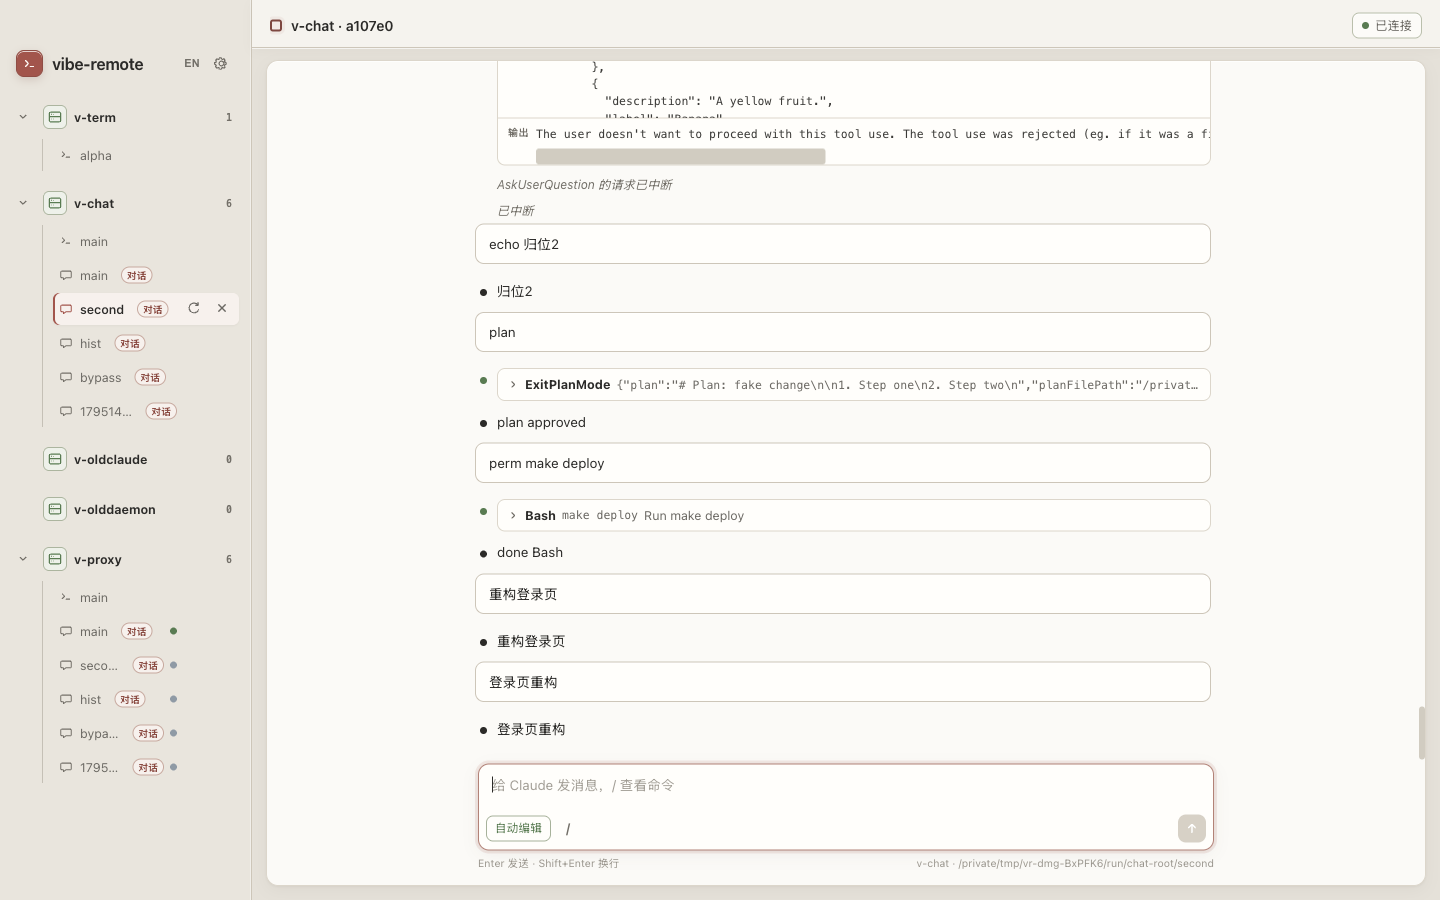 vibe-remote EN
v-term 1
alpha
v-chat 6
main
main 对话
second 对话
hist 对话
bypass 对话
179514... 对话
v-oldclaude 0
v-olddaemon 0
v-proxy 6
main
main 对话
seco... 对话
hist 对话
bypa... 对话
1795... 对话
v-chat · a107e0
已连接
},
{
"description": "A yellow fruit.",
"label": "Banana"
输出 The user doesn't want to proceed with this tool use. The tool use was rejected (eg. if it was a fi
AskUserQuestion 的请求已中断
已中断
echo 归位2
归位2
plan
ExitPlanMode {"plan":"# Plan: fake change\n\n1. Step one\n2. Step two\n","planFilePath":"/privat…
plan approved
perm make deploy
Bash make deploy Run make deploy
done Bash
重构登录页
重构登录页
登录页重构
登录页重构
给 Claude 发消息，/ 查看命令
自动编辑 /
Enter 发送 · Shift+Enter 换行
v-chat · /private/tmp/vr-dmg-BxPFK6/run/chat-root/second